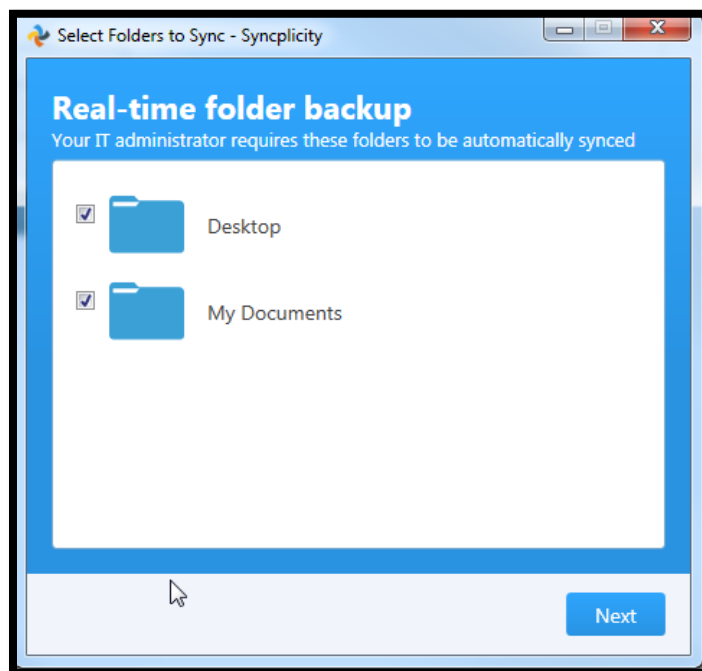 Select Folders to Sync - Syncplicity
Real-time folder backup
Your IT administrator requires these folders to be automatically synced
Desktop
My Documents
Next